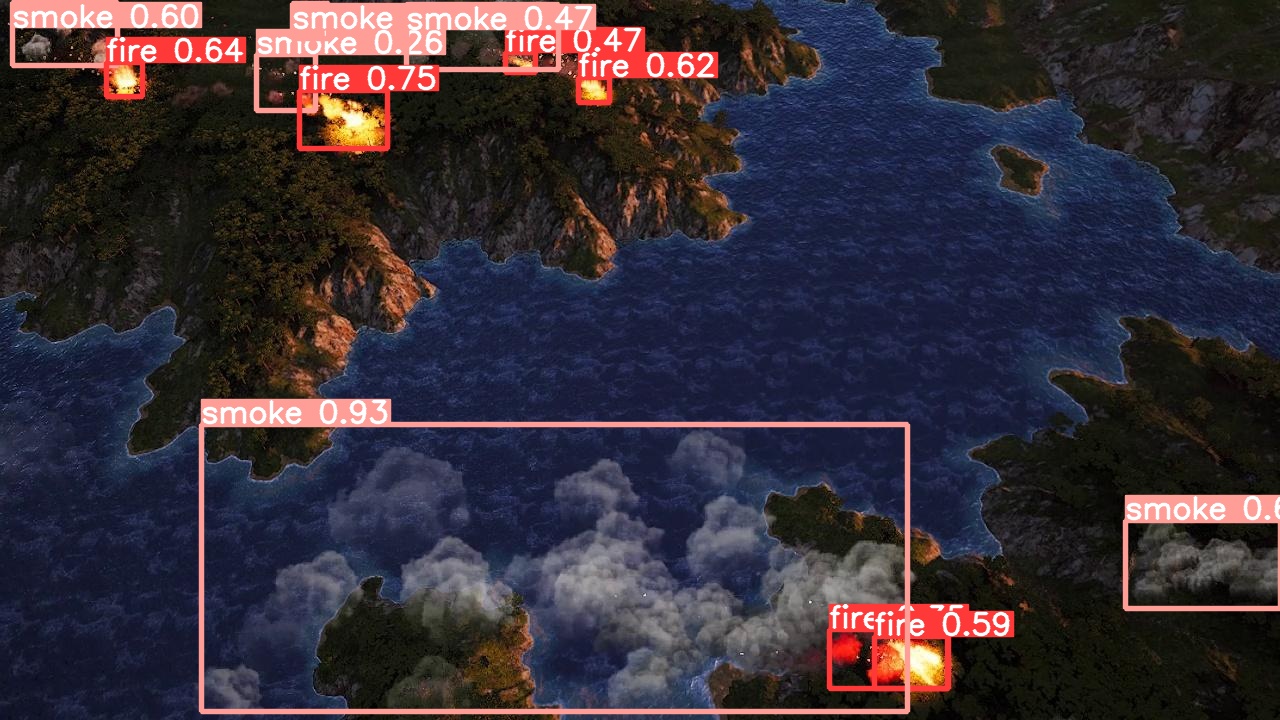 smoke 0.60
smoke
smoke 0.47
fire 0.64
smoke 0.26
fire 0.47
fire 0.75
fire 0.62
smoke 0.93
smoke 0.6
fire
fire 0.59